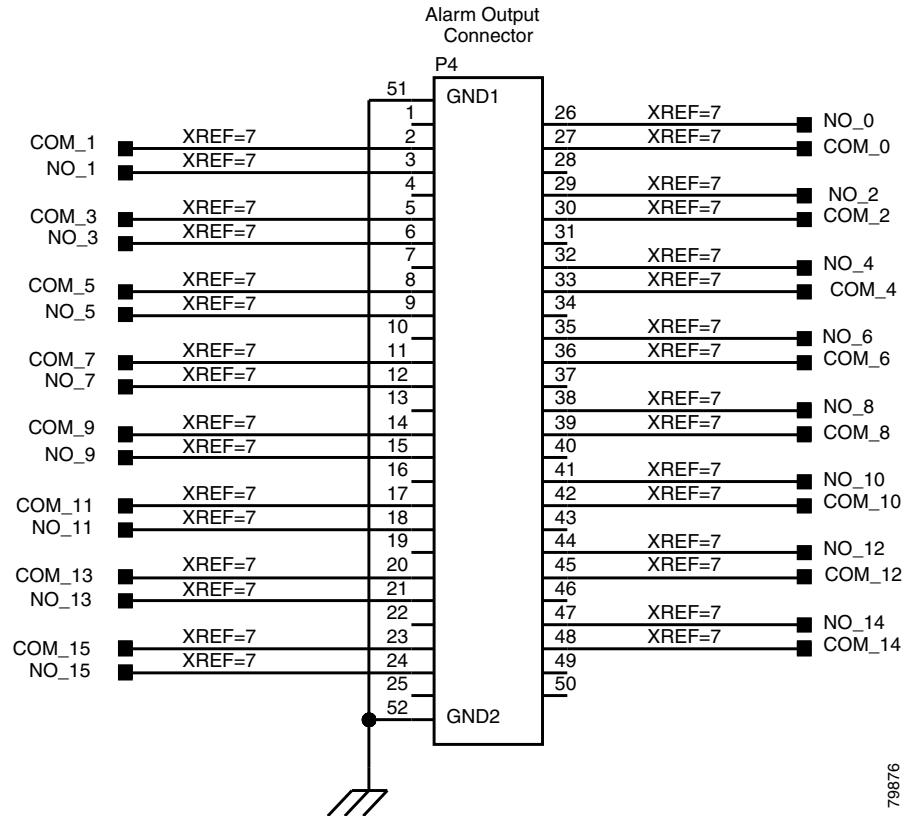 Alarm Output
Connector
P4
51 GND1
1 26 XREF=7 NO_0
COM_1 XREF=7 2 27 XREF=7 COM_0
NO_1 XREF=7 3 28
4 29 XREF=7 NO_2
COM_3 XREF=7 5 30 XREF=7 COM_2
NO_3 XREF=7 6 31
7 32 XREF=7 NO_4
COM_5 XREF=7 8 33 XREF=7 COM_4
NO_5 XREF=7 9 34
10 35 XREF=7 NO_6
COM_7 XREF=7 11 36 XREF=7 COM_6
NO_7 XREF=7 12 37
13 38 XREF=7 NO_8
COM_9 XREF=7 14 39 XREF=7 COM_8
NO_9 XREF=7 15 40
16 41 XREF=7 NO_10
COM_11 XREF=7 17 42 XREF=7 COM_10
NO_11 XREF=7 18 43
19 44 XREF=7 NO_12
COM_13 XREF=7 20 45 XREF=7 COM_12
NO_13 XREF=7 21 46
22 47 XREF=7 NO_14
COM_15 XREF=7 23 48 XREF=7 COM_14
NO_15 XREF=7 24 49
25 50
52 GND2
79876